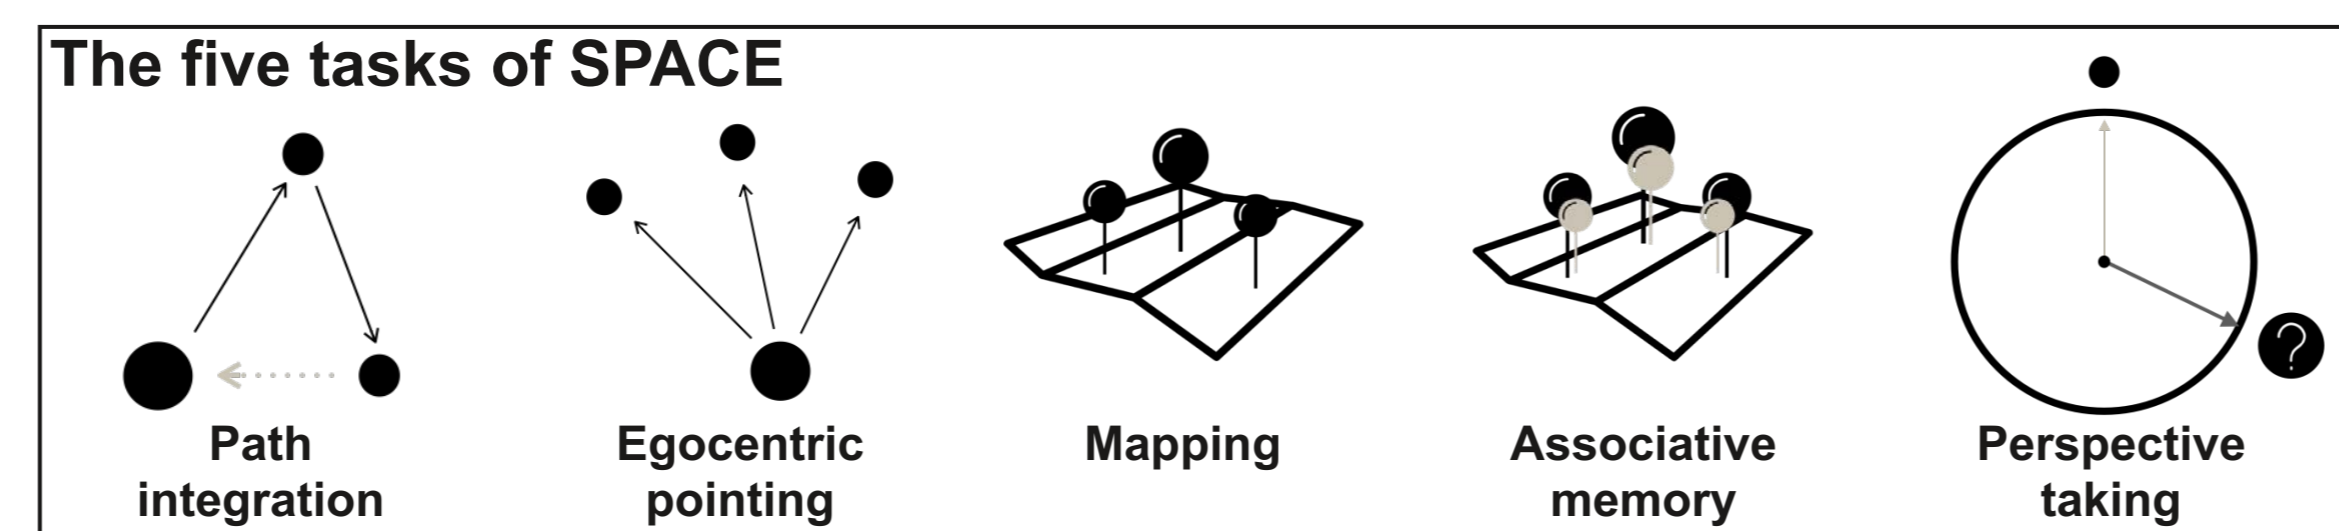 The five tasks of SPACE
?
Path
integration
Egocentric
pointing
Mapping
Associative
memory
Perspective
taking